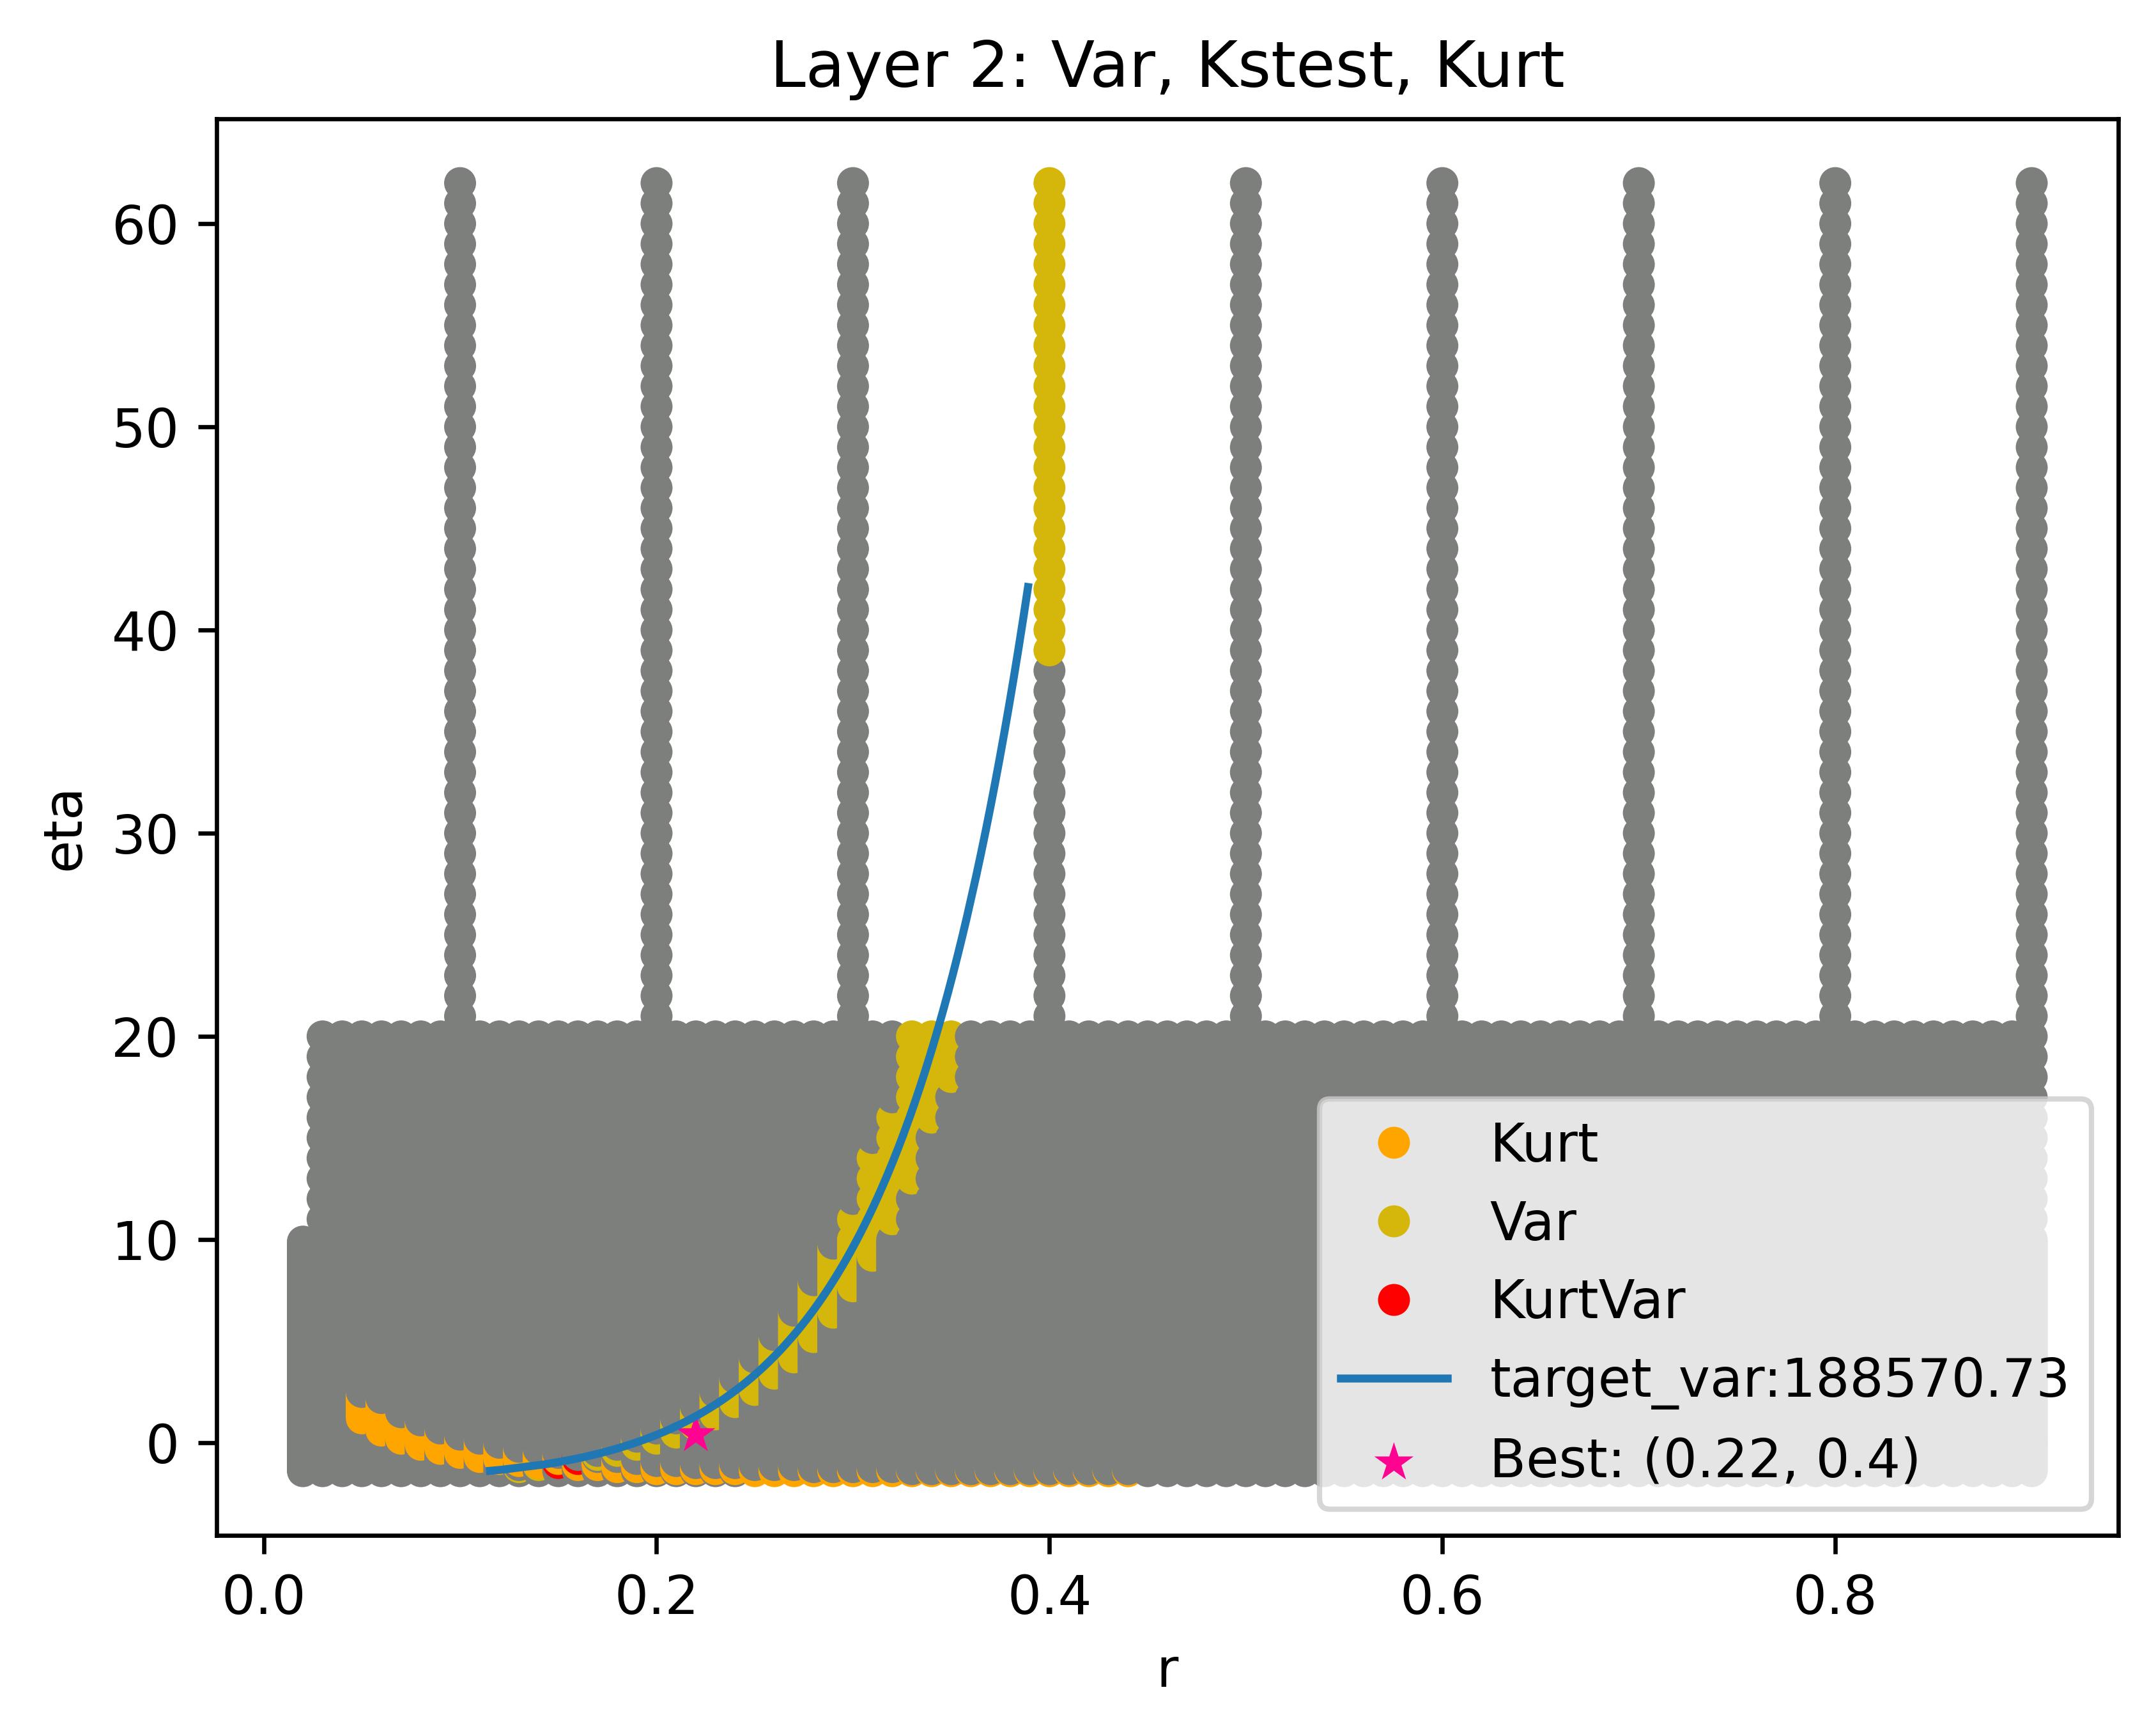 Layer 2: Var, Kstest, Kurt
60
50
40
30
20
10
0
eta
Kurt
Var
KurtVar
target_var:188570.73
Best: (0.22, 0.4)
0.0 0.2 0.4 0.6 0.8
r